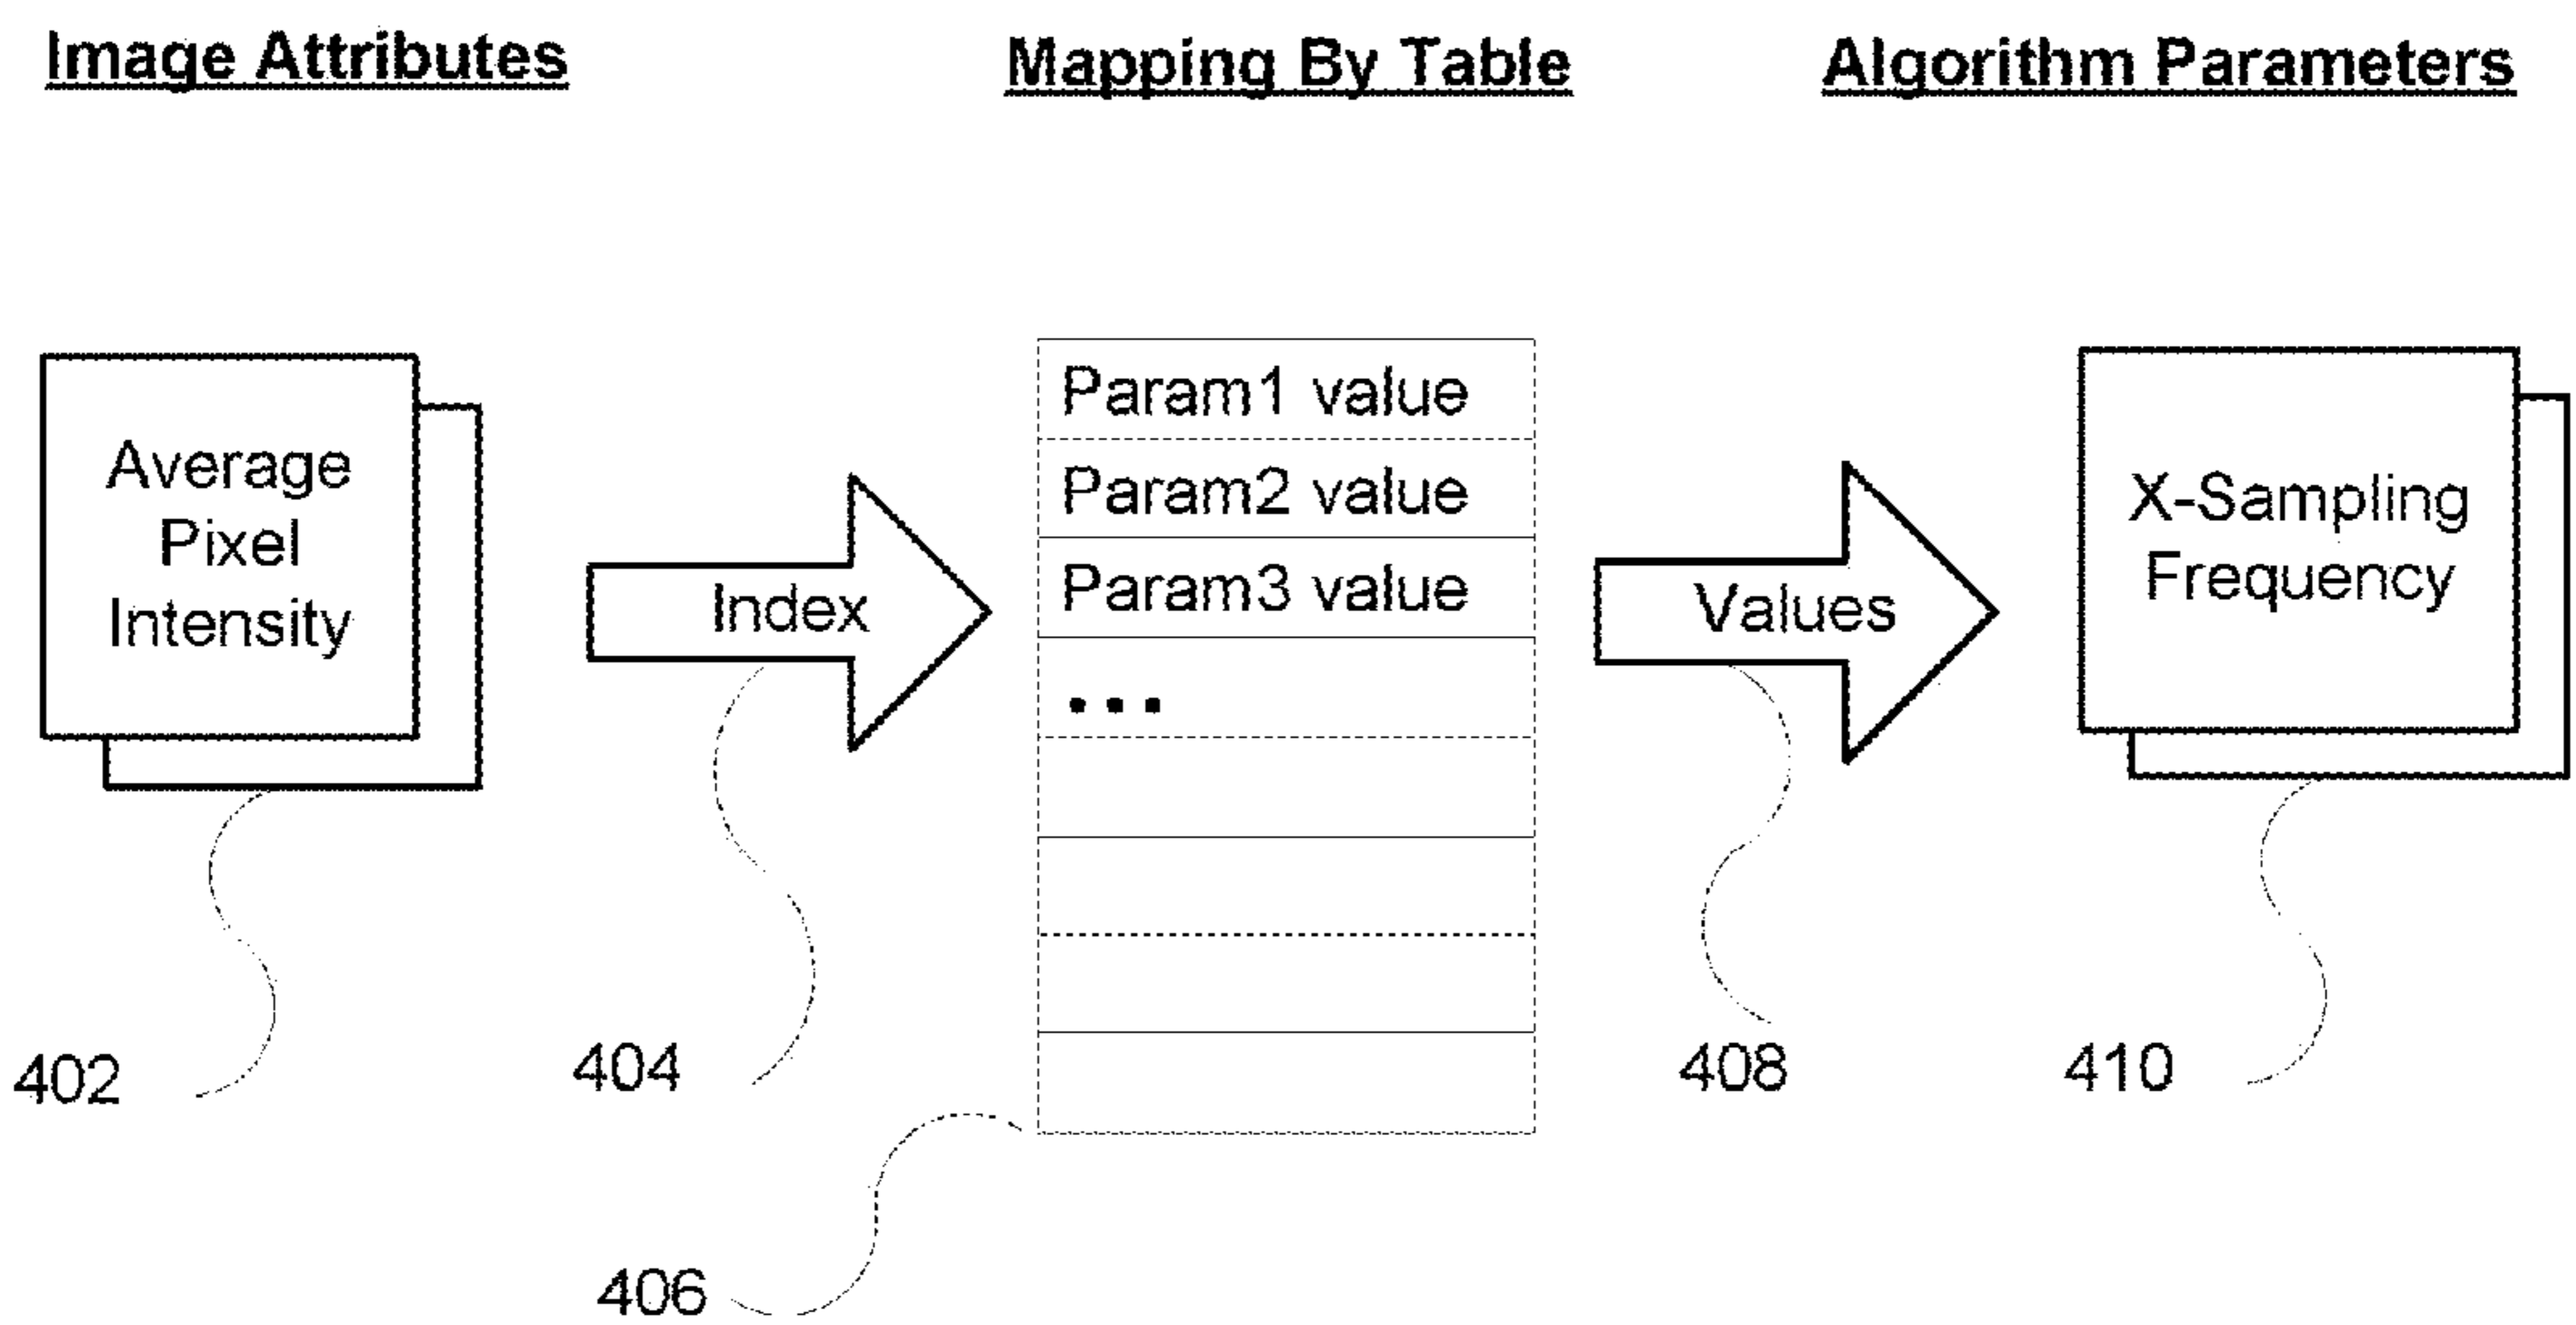 Image Attributes
Mapping By Table
Algorithm Parameters
Average
Pixel
Intensity
Index
Param1 value
Param2 value
Param3 value
...
Values
X-Sampling
Frequency
402
404
406
408
410